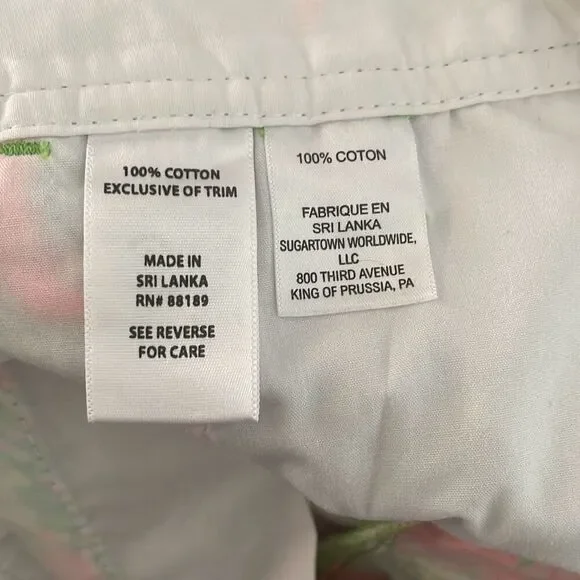 100% COTTON
EXCLUSIVE OF TRIM
MADE IN
SRI LANKA
RN# 88189
SEE REVERSE
FOR CARE
100% COTON
FABRIQUE EN
SRI LANKA
SUGARTOWN WORLDWIDE,
LLC
800 THIRD AVENUE
KING OF PRUSSIA, PA